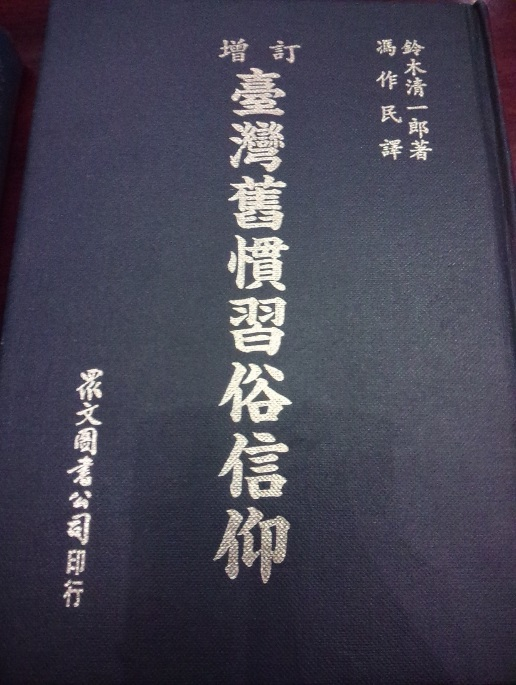 鈴木清一郎著
馮作民譯
增訂
臺灣舊慣習俗信仰
眾文圖書公司印行